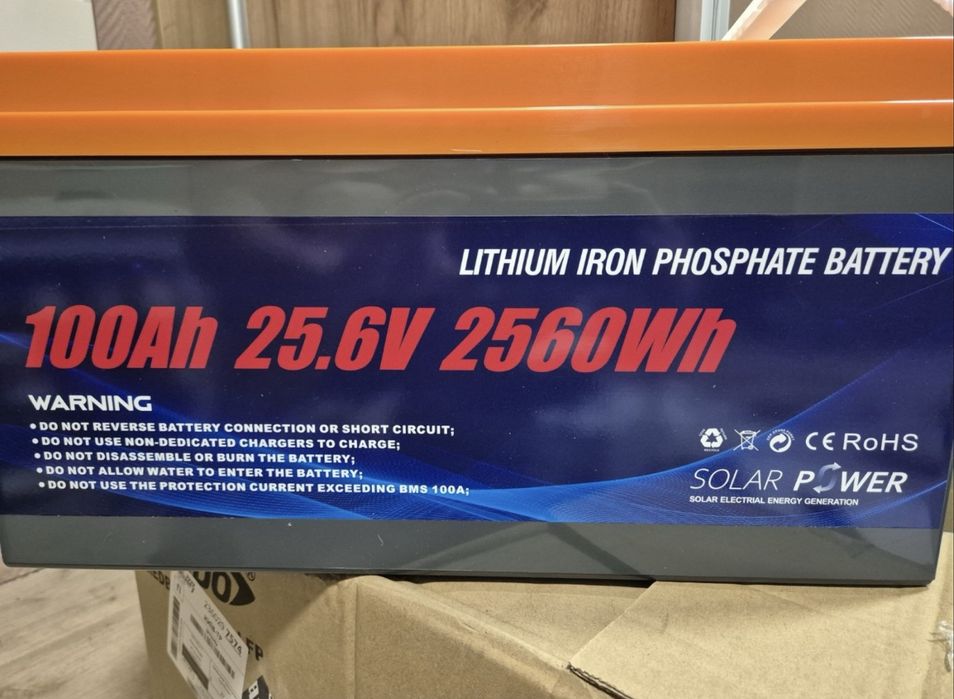 LITHIUM IRON PHOSPHATE BATTERY
100Ah 25.6V 2560Wh
WARNING
• DO NOT REVERSE BATTERY CONNECTION OR SHORT CIRCUIT;
• DO NOT USE NON-DEDICATED CHARGERS TO CHARGE;
• DO NOT DISASSEMBLE OR BURN THE BATTERY;
• DO NOT ALLOW WATER TO ENTER THE BATTERY;
• DO NOT USE THE PROTECTION CURRENT EXCEEDING BMS 100A;
CE RoHS
SOLAR POWER
SOLAR ELECTRIAL ENERGY GENERATION